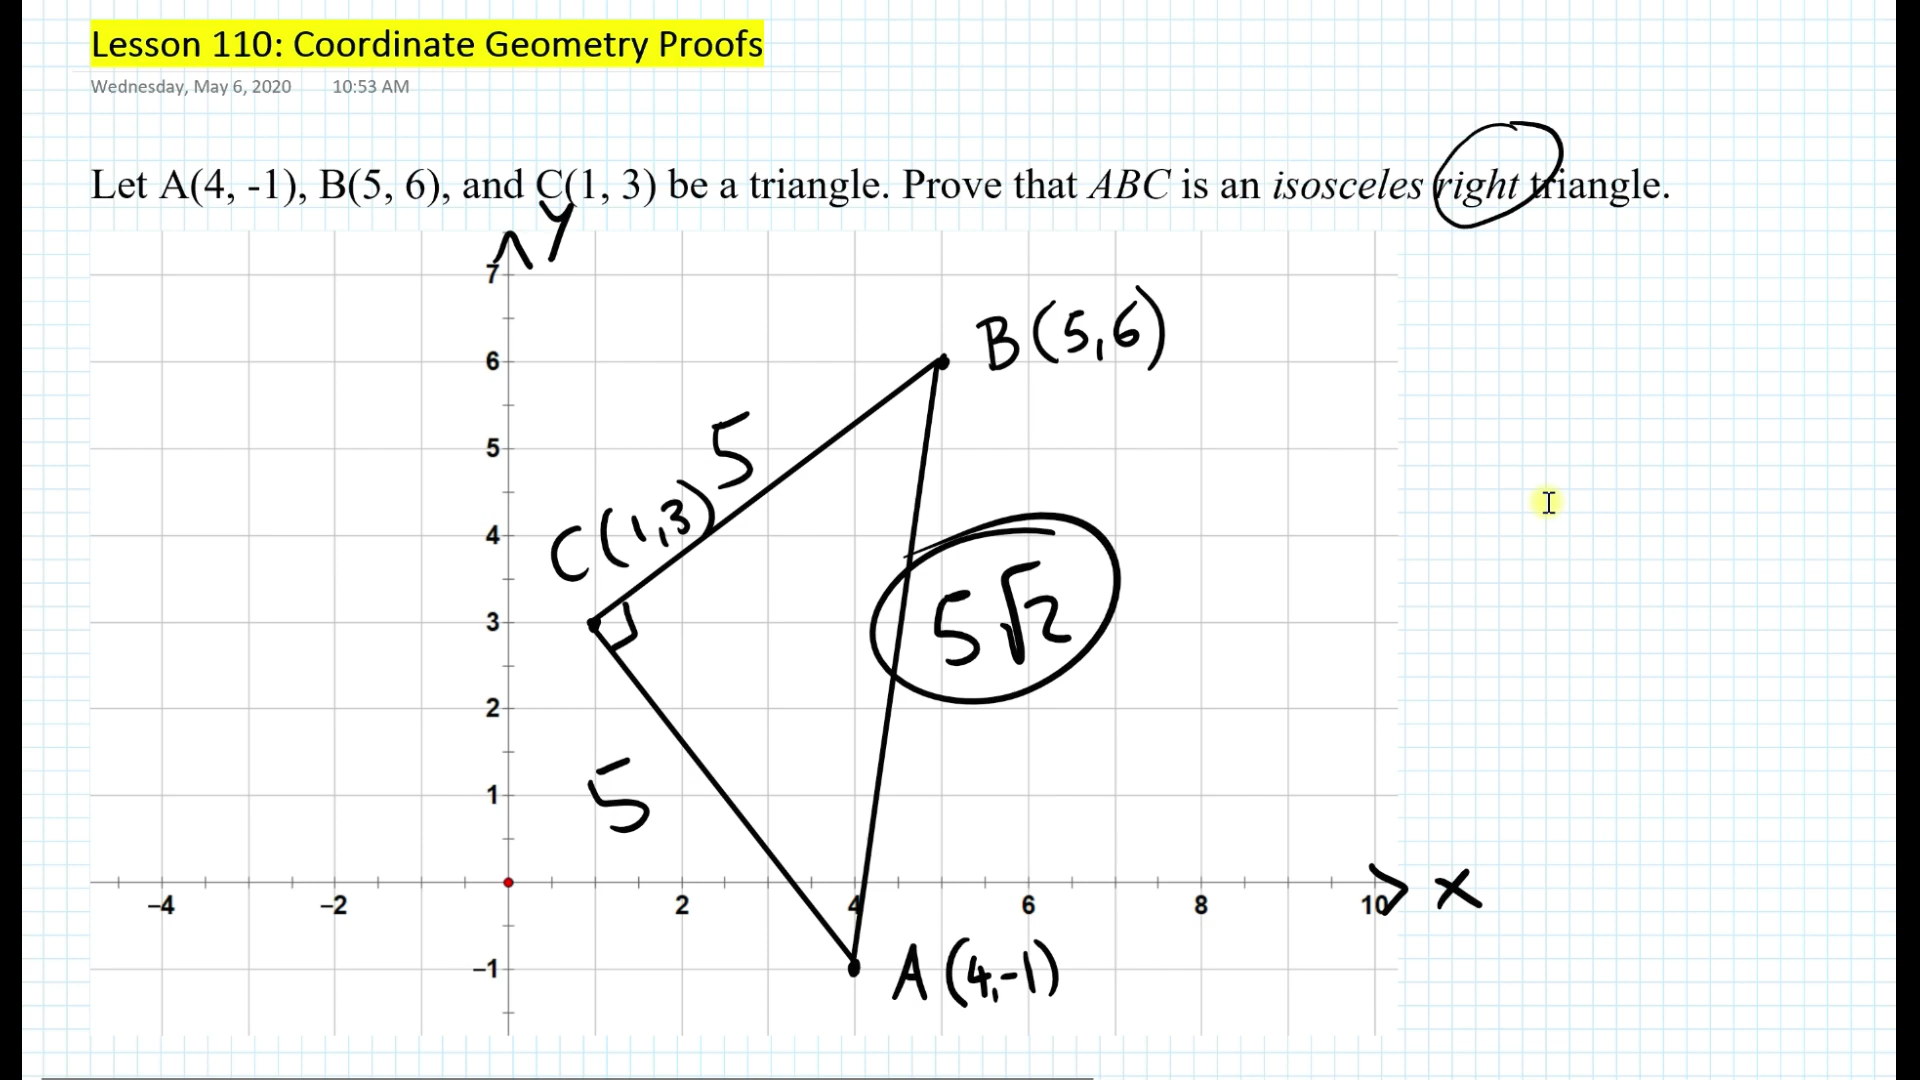 Lesson 110: Coordinate Geometry Proofs
Wednesday, May 6, 2020 10:53 AM
Let A(4, -1), B(5, 6), and C(1, 3) be a triangle. Prove that ABC is an isosceles right triangle.
y
7
B(5,6)
6
5
5
C(1,3)
4
5√2
3
2
5
1
x
−4 −2 2 4 6 8 10
−1
A(4,-1)